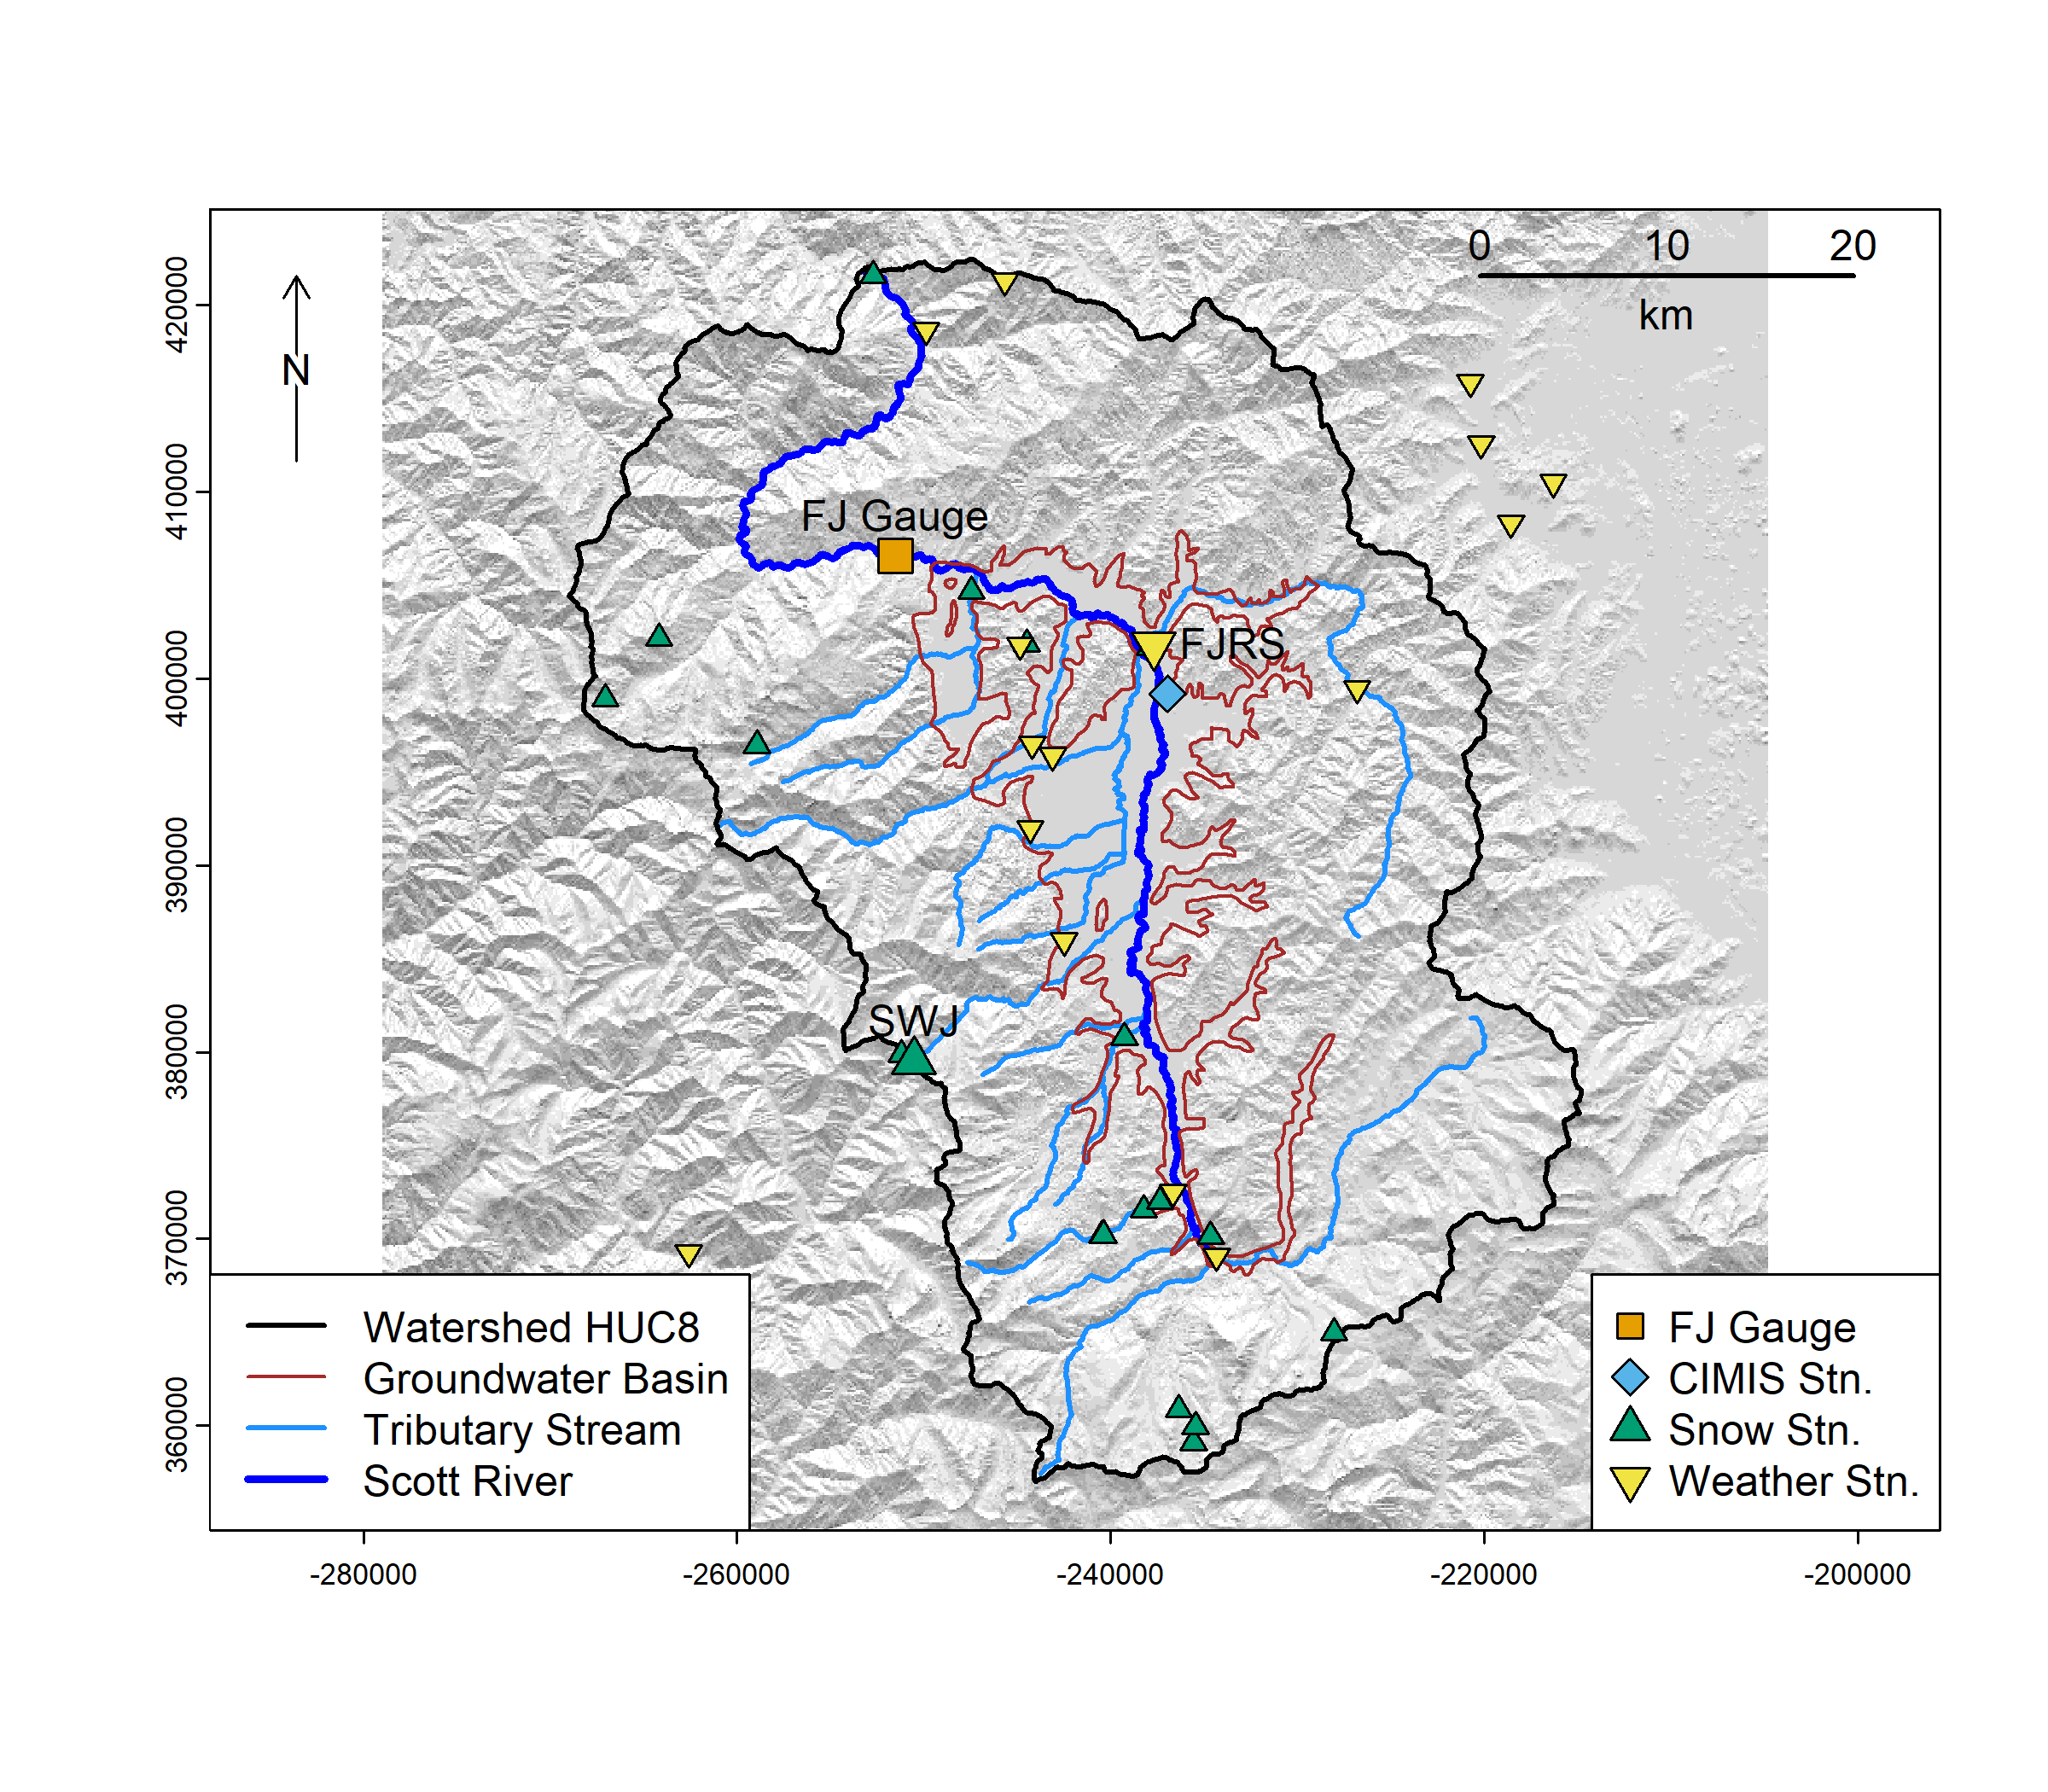 0 10 20
km
N
FJ Gauge
FJRS
SWJ
420000
410000
400000
390000
380000
370000
360000
-280000 -260000 -240000 -220000 -200000
Watershed HUC8
Groundwater Basin
Tributary Stream
Scott River
FJ Gauge
CIMIS Stn.
Snow Stn.
Weather Stn.